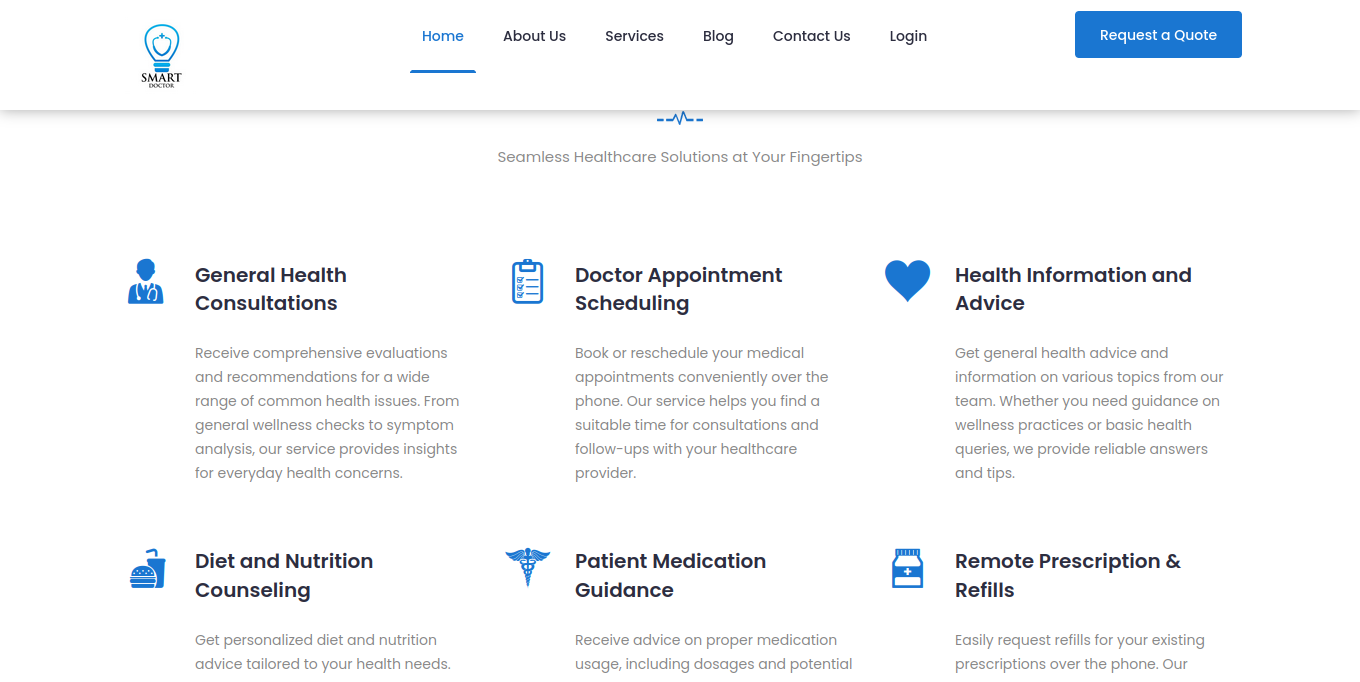 SMART
DOCTOR
Home
About Us
Services
Blog
Contact Us
Login
Request a Quote
Seamless Healthcare Solutions at Your Fingertips
General Health
Consultations
Receive comprehensive evaluations
and recommendations for a wide
range of common health issues. From
general wellness checks to symptom
analysis, our service provides insights
for everyday health concerns.
Doctor Appointment
Scheduling
Book or reschedule your medical
appointments conveniently over the
phone. Our service helps you find a
suitable time for consultations and
follow-ups with your healthcare
provider.
Health Information and
Advice
Get general health advice and
information on various topics from our
team. Whether you need guidance on
wellness practices or basic health
queries, we provide reliable answers
and tips.
Diet and Nutrition
Counseling
Get personalized diet and nutrition
advice tailored to your health needs.
Patient Medication
Guidance
Receive advice on proper medication
usage, including dosages and potential
Remote Prescription &
Refills
Easily request refills for your existing
prescriptions over the phone. Our